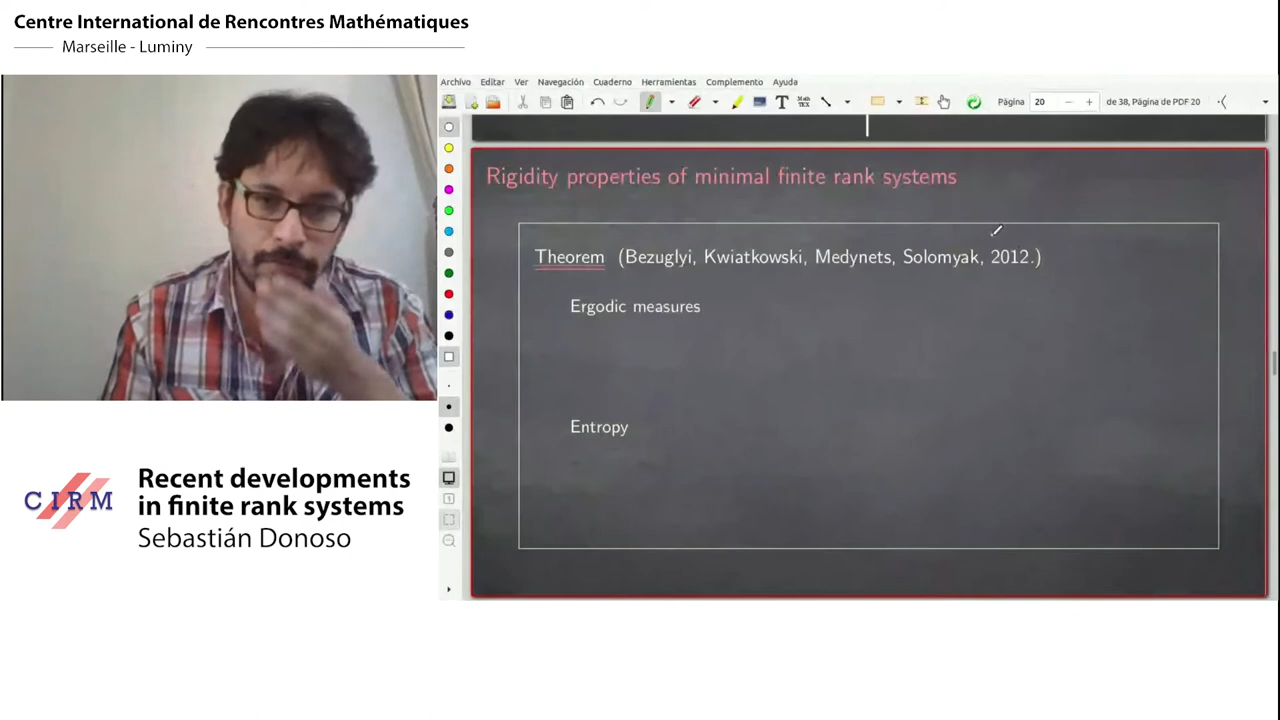 Centre International de Rencontres Mathématiques
Marseille - Luminy
Archivo Editar Ver Navegación Cuaderno Herramientas Complemento Ayuda
T Math TEX Página 20 de 38, Página de PDF 20
Rigidity properties of minimal finite rank systems
Theorem (Bezuglyi, Kwiatkowski, Medynets, Solomyak, 2012.)
Ergodic measures
Entropy
CIRM
Recent developments
in finite rank systems
Sebastián Donoso